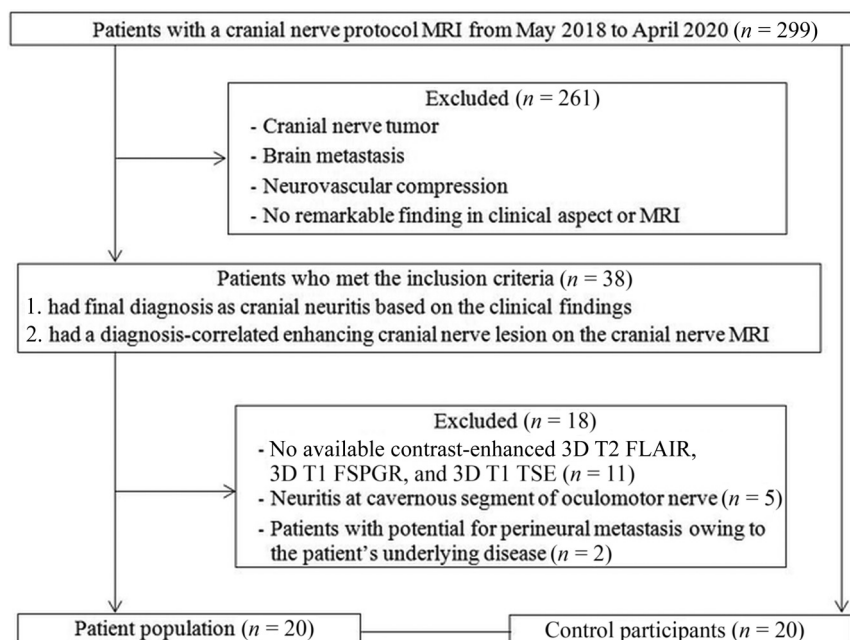 Patients with a cranial nerve protocol MRI from May 2018 to April 2020 (n = 299)
Excluded (n = 261)
- Cranial nerve tumor
- Brain metastasis
- Neurovascular compression
- No remarkable finding in clinical aspect or MRI
Patients who met the inclusion criteria (n = 38)
1. had final diagnosis as cranial neuritis based on the clinical findings
2. had a diagnosis-correlated enhancing cranial nerve lesion on the cranial nerve MRI
Excluded (n = 18)
- No available contrast-enhanced 3D T2 FLAIR,
3D T1 FSPGR, and 3D T1 TSE (n = 11)
- Neuritis at cavernous segment of oculomotor nerve (n = 5)
- Patients with potential for perineural metastasis owing to
the patient's underlying disease (n = 2)
Patient population (n = 20)
Control participants (n = 20)